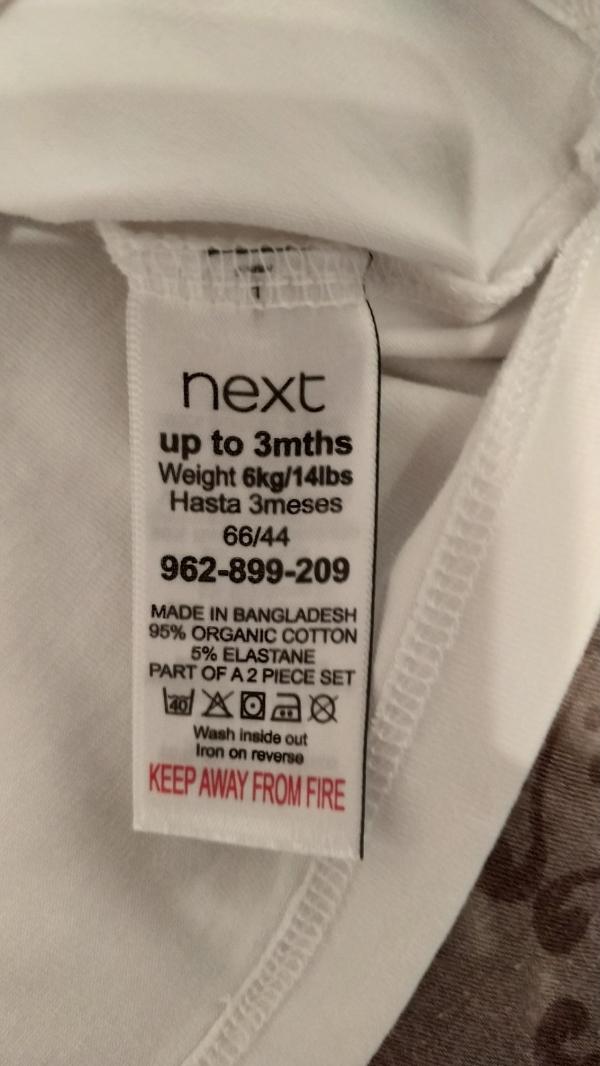 next
up to 3mths
Weight 6kg/14lbs
Hasta 3meses
66/44
962-899-209
MADE IN BANGLADESH
95% ORGANIC COTTON
5% ELASTANE
PART OF A 2 PIECE SET
40
Wash inside out
Iron on reverse
KEEP AWAY FROM FIRE